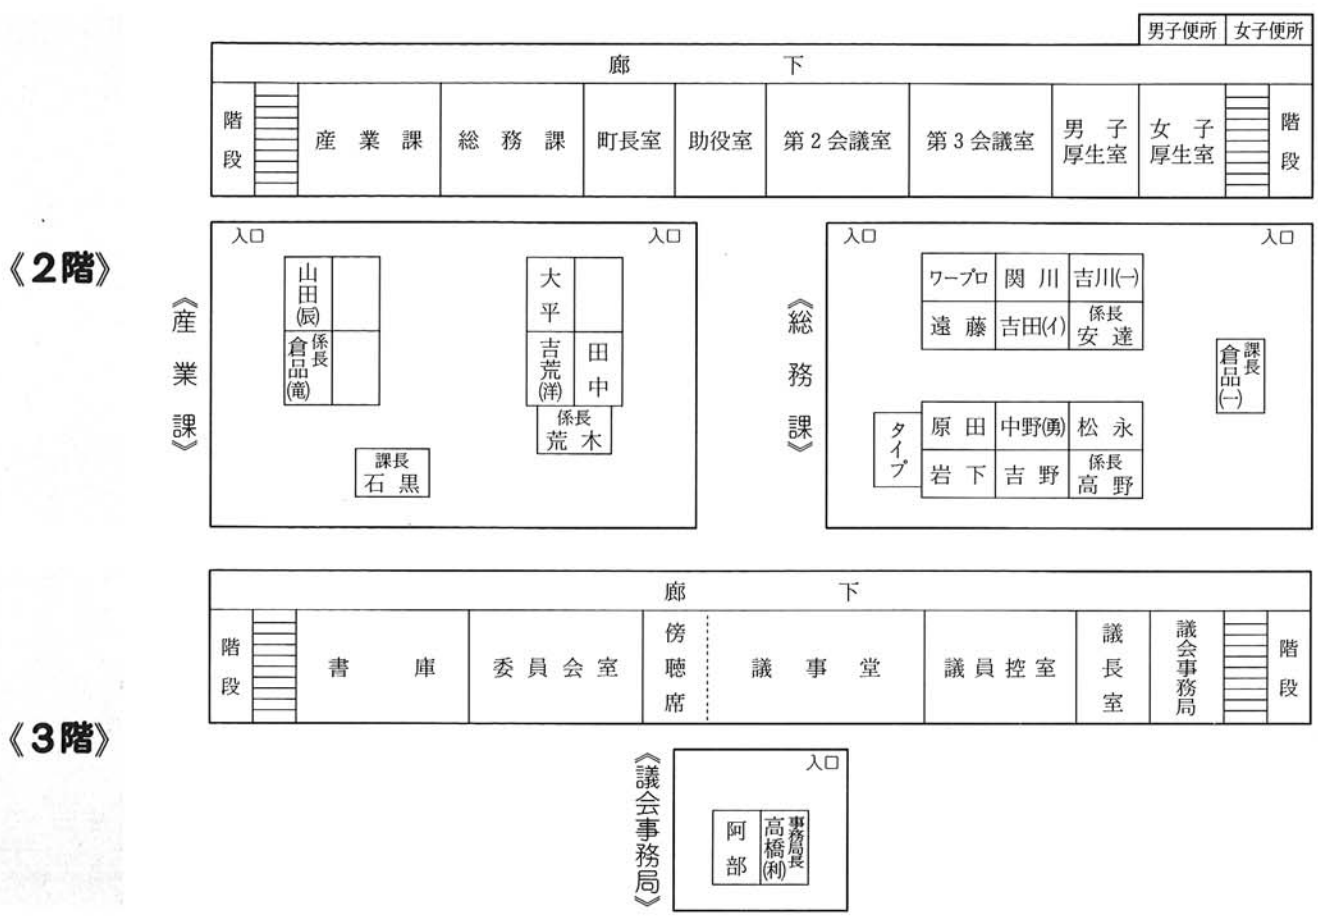 男子便所 女子便所
廊下
階段 産業課 総務課 町長室 助役室 第2会議室 第3会議室 男子厚生室 女子厚生室 階段
《2階》
《産業課》
入口 入口
山田(辰)
係長 倉品(竜)
大平
吉荒(洋) 田中
係長 荒木
課長 石黒
《総務課》
入口 入口
ワープロ 関川 吉川(一)
遠藤 吉田(イ) 係長 安達
課長 倉品(一)
タイプ
原田 中野(勇) 松永
岩下 吉野 係長 高野
廊下
階段 書庫 委員会室 傍聴席 議事堂 議員控室 議長室 議会事務局 階段
《3階》
《議会事務局》
入口
阿部 事務局長 高橋(利)